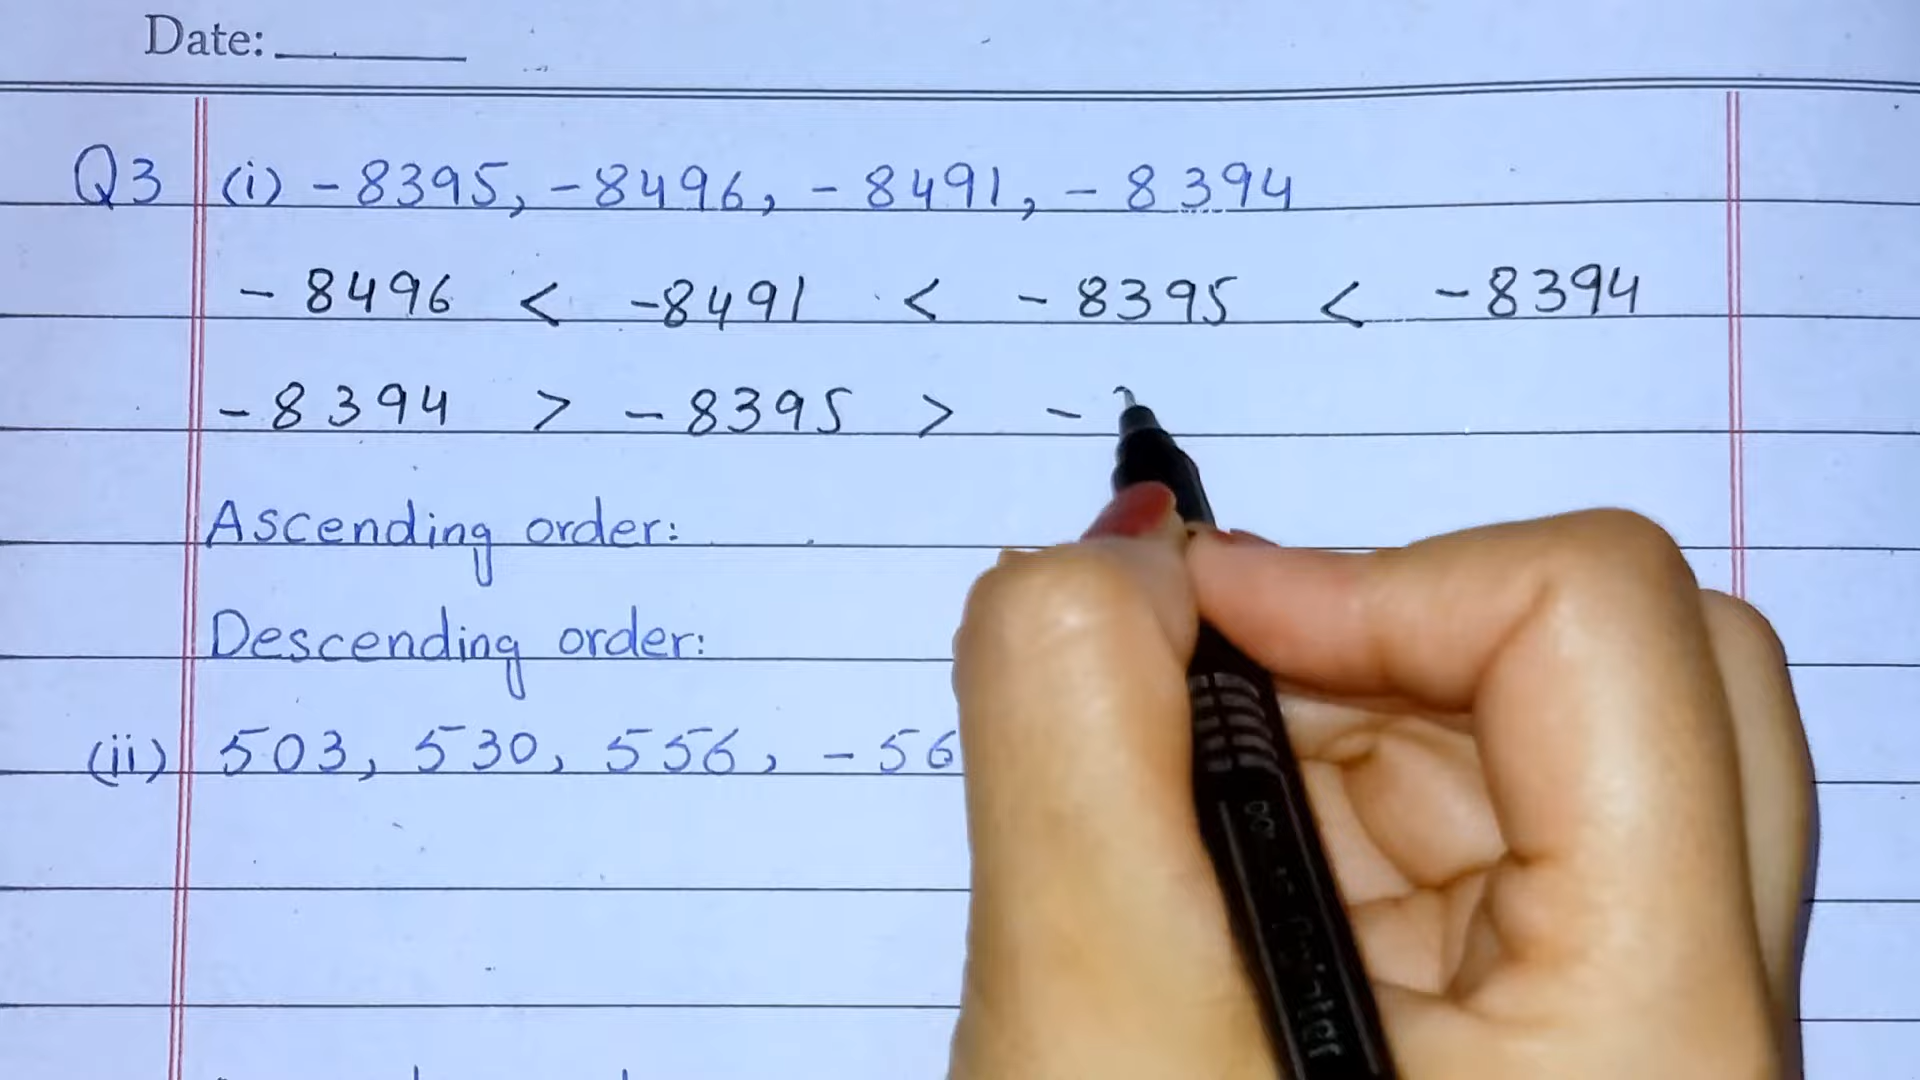 Date:
Q3 (i) -8395, -8496, -8491, -8394
-8496 < -8491 < -8395 < -8394
-8394 > -8395 > -
Ascending order:
Descending order:
(ii) 503, 530, 556, -56